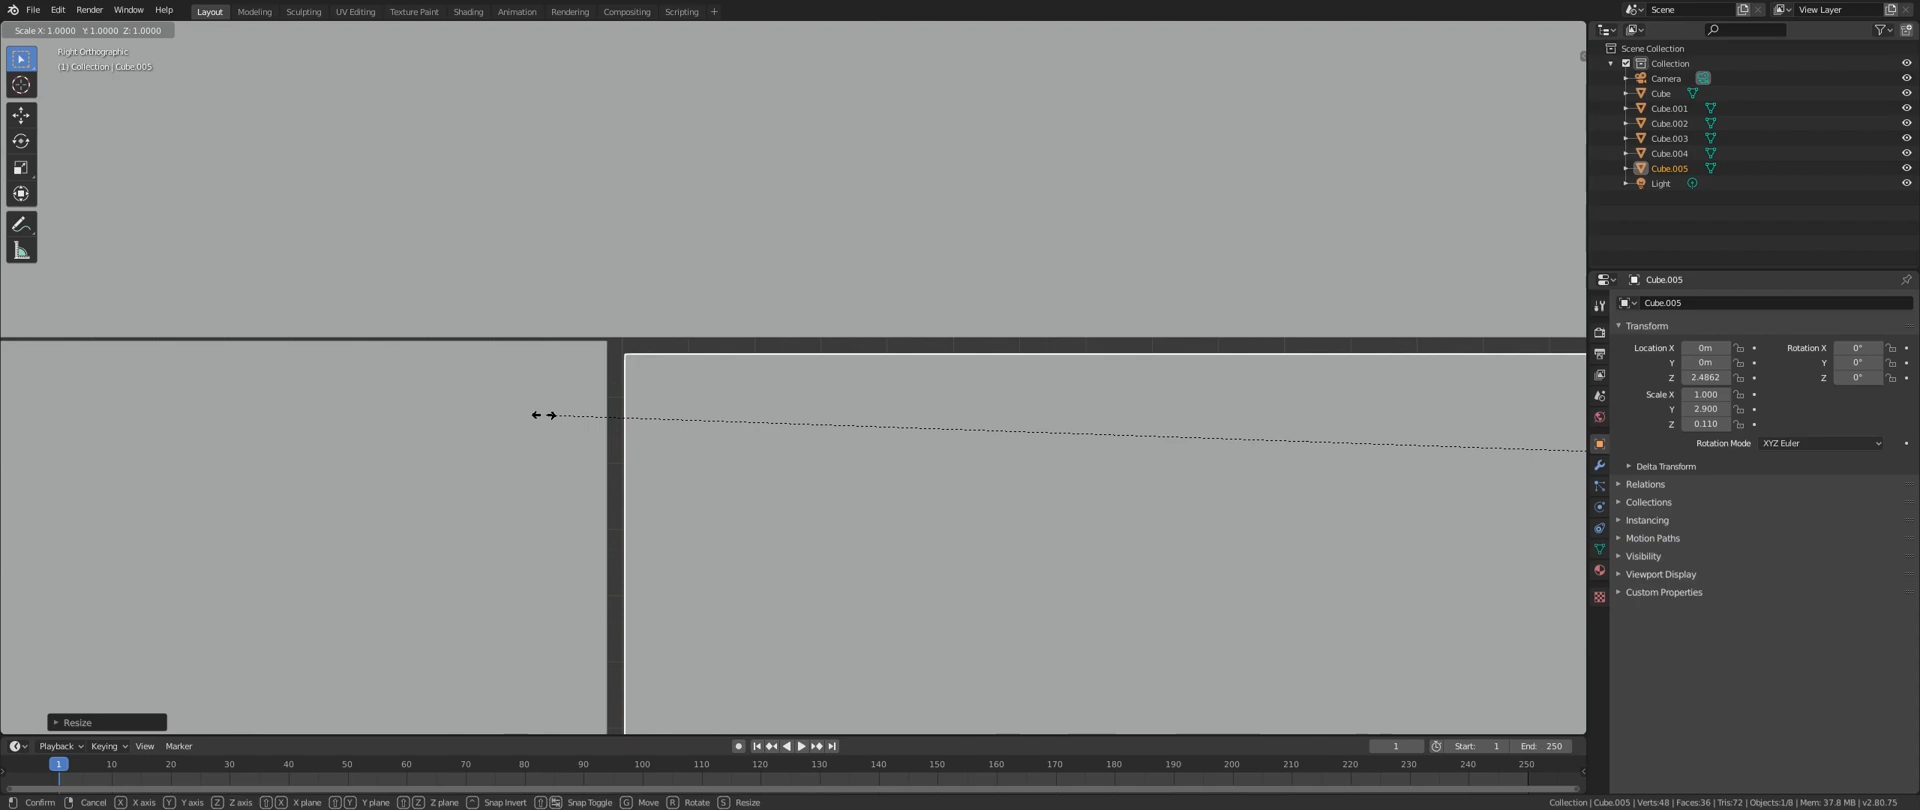 File Edit Render Window Help Layout Modeling Sculpting UV Editing Texture Paint Shading Animation Rendering Compositing Scripting + Scene View Layer
Scale X: 1.0000 Y: 1.0000 Z: 1.0000
Right Orthographic
(1) Collection | Cube.005
Scene Collection
Collection
Camera
Cube
Cube.001
Cube.002
Cube.003
Cube.004
Cube.005
Light
Cube.005
Cube.005
Transform
Location X 0m Rotation X 0°
Y 0m Y 0°
Z 2.4862 Z 0°
Scale X 1.000
Y 2.900
Z 0.110
Rotation Mode XYZ Euler
Delta Transform
Relations
Collections
Instancing
Motion Paths
Visibility
Viewport Display
Custom Properties
Resize
Playback Keying View Marker 1 Start: 1 End: 250
1 10 20 30 40 50 60 70 80 90 100 110 120 130 140 150 160 170 180 190 200 210 220 230 240 250
Confirm Cancel X X axis Y Y axis Z Z axis X X plane Y Y plane Z Z plane Snap Invert Snap Toggle G Move R Rotate S Resize Collection | Cube.005 | Verts:48 | Faces:36 | Tris:72 | Objects:1/8 | Mem: 37.8 MB | v2.80.75